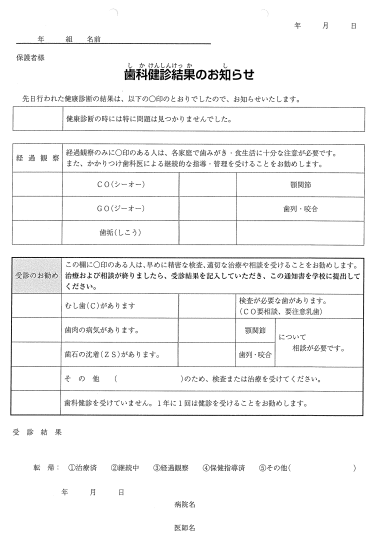 年　月　日
年　組　名前
保護者様
しかけんしんけっか　し
歯科健診結果のお知らせ
先日行われた健康診断の結果は、以下の○印のとおりでしたので、お知らせいたします。
健康診断の時には特に問題は見つかりませんでした。
経過観察
経過観察のみに○印のある人は、各家庭で歯みがき・食生活に十分な注意が必要です。
また、かかりつけ歯科医による継続的な指導・管理を受けることをお勧めします。
ＣＯ(シーオー)　顎関節
ＧＯ(ジーオー)　歯列・咬合
歯垢(しこう)
受診のお勧め
この欄に○印のある人は、早めに精密な検査、適切な治療や相談を受けることをお勧めします。
治療および相談が終りましたら、受診結果を記入していただき、この通知書を学校に提出して
ください。
むし歯(Ｃ)があります　検査が必要な歯があります。
(ＣＯ要相談、要注意乳歯)
歯肉の病気があります。　顎関節
について
相談が必要です。
歯石の沈着(ＺＳ)があります。　歯列・咬合
その他（　　　）のため、検査または治療を受けてください。
歯科健診を受けていません。1年に1回は健診を受けることをお勧めします。
受診結果
転帰：　①治療済　②継続中　③経過観察　④保健指導済　⑤その他(　　　)
年　月　日
病院名
医師名